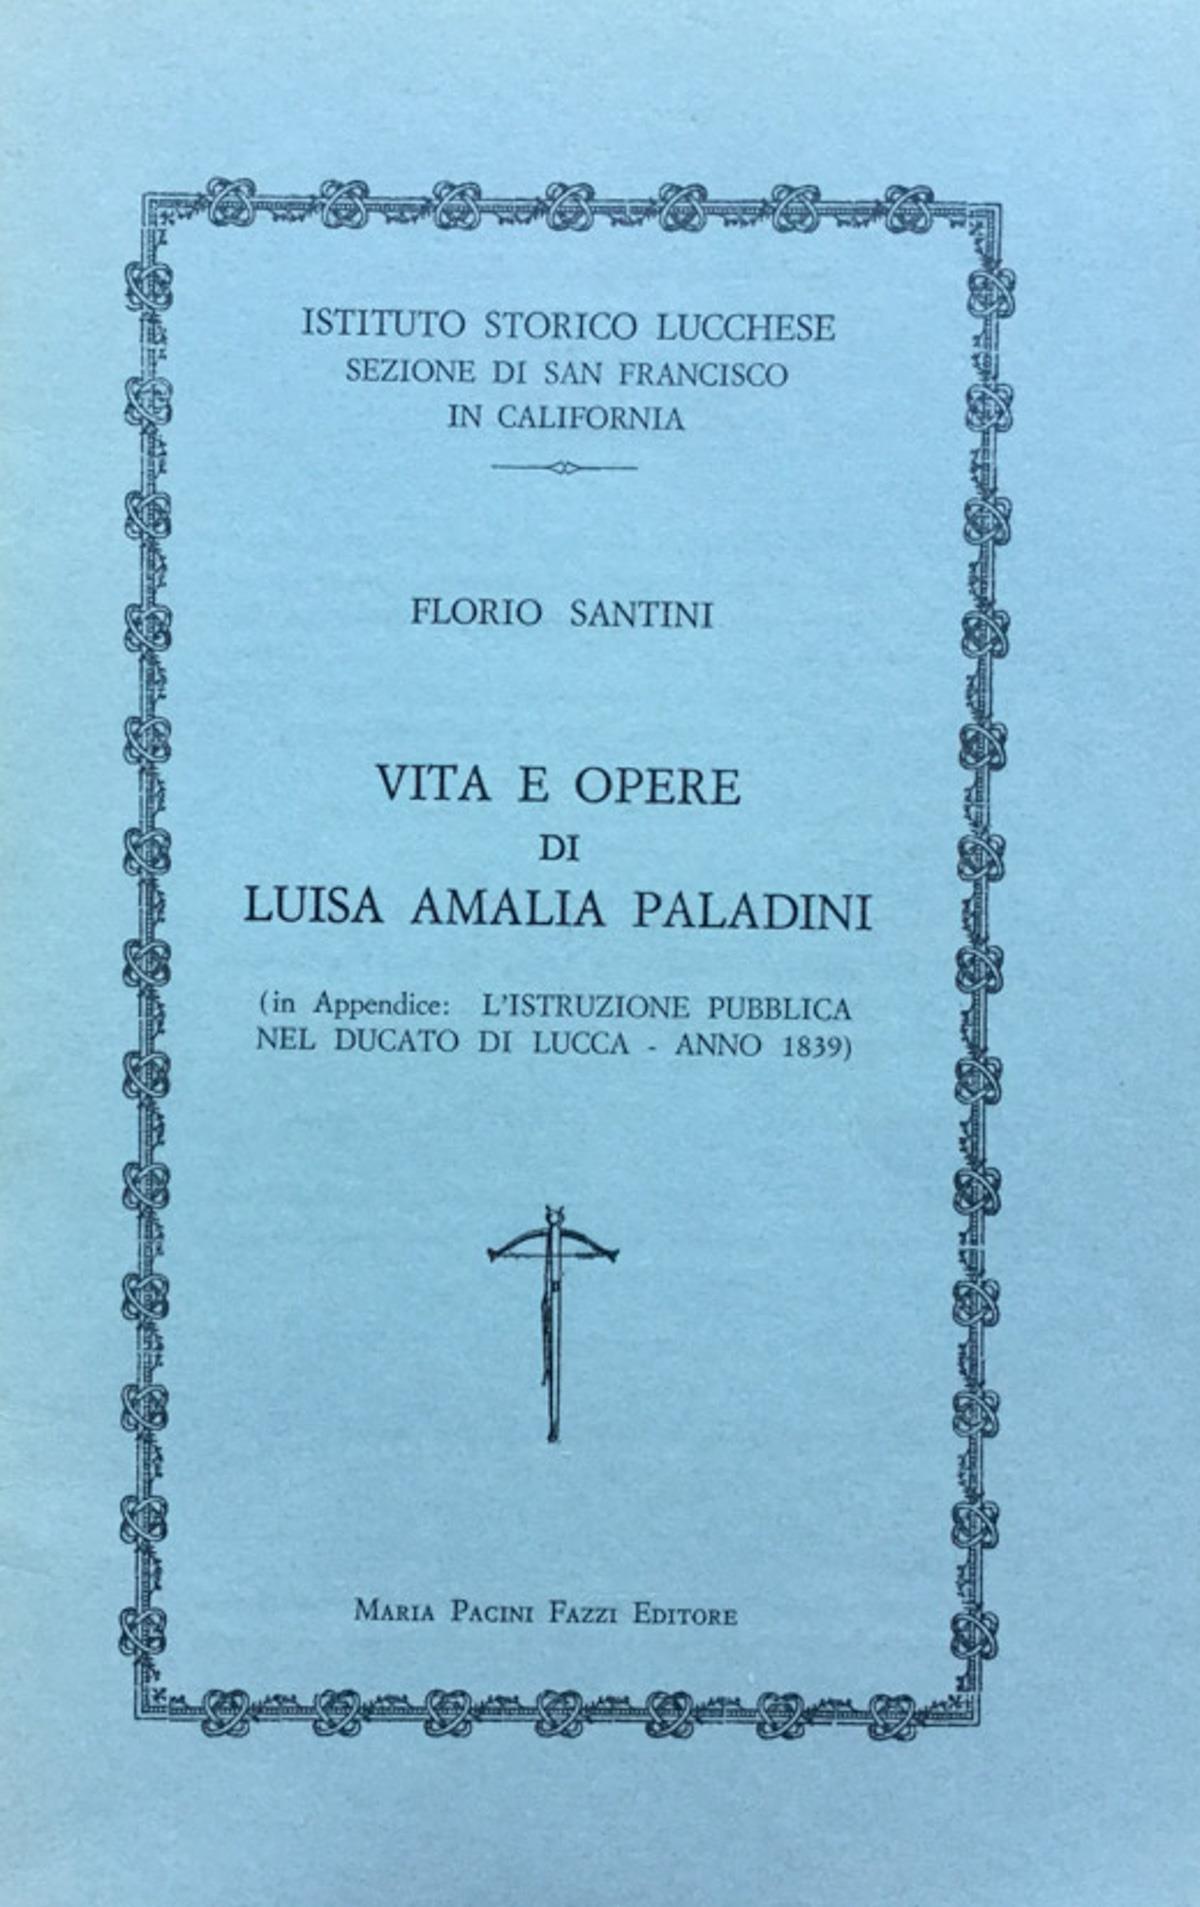 ISTITUTO STORICO LUCCHESE
SEZIONE DI SAN FRANCISCO
IN CALIFORNIA
FLORIO SANTINI
VITA E OPERE
DI
LUISA AMALIA PALADINI
(in Appendice: L'ISTRUZIONE PUBBLICA
NEL DUCATO DI LUCCA - ANNO 1839)
MARIA PACINI FAZZI EDITORE